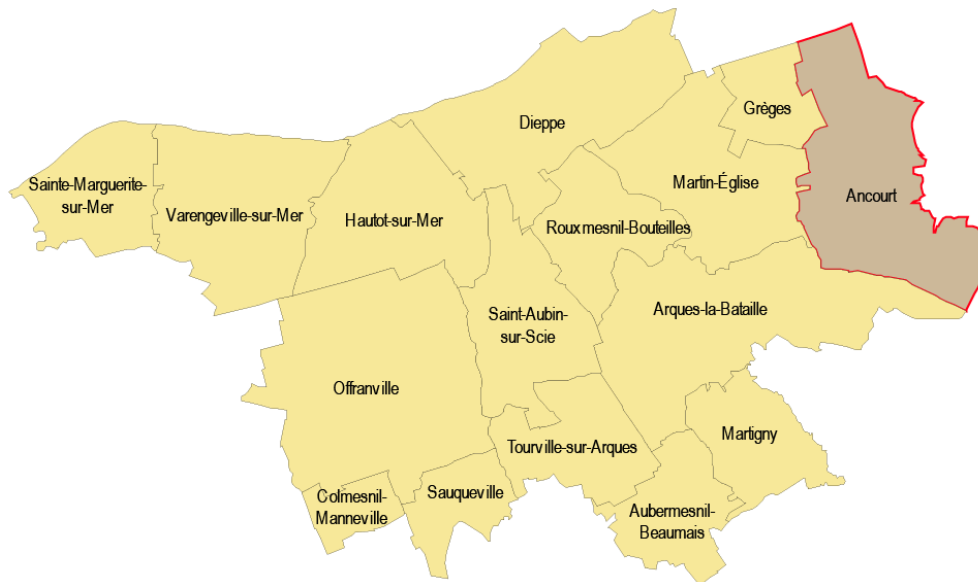 Dieppe
Grèges
Sainte-Marguerite-
sur-Mer
Varengeville-sur-Mer
Hautot-sur-Mer
Martin-Église
Ancourt
Rouxmesnil-Bouteilles
Saint-Aubin-
sur-Scie
Arques-la-Bataille
Offranville
Tourville-sur-Arques
Martigny
Colmesnil-
Manneville
Sauqueville
Aubermesnil-
Beaumais